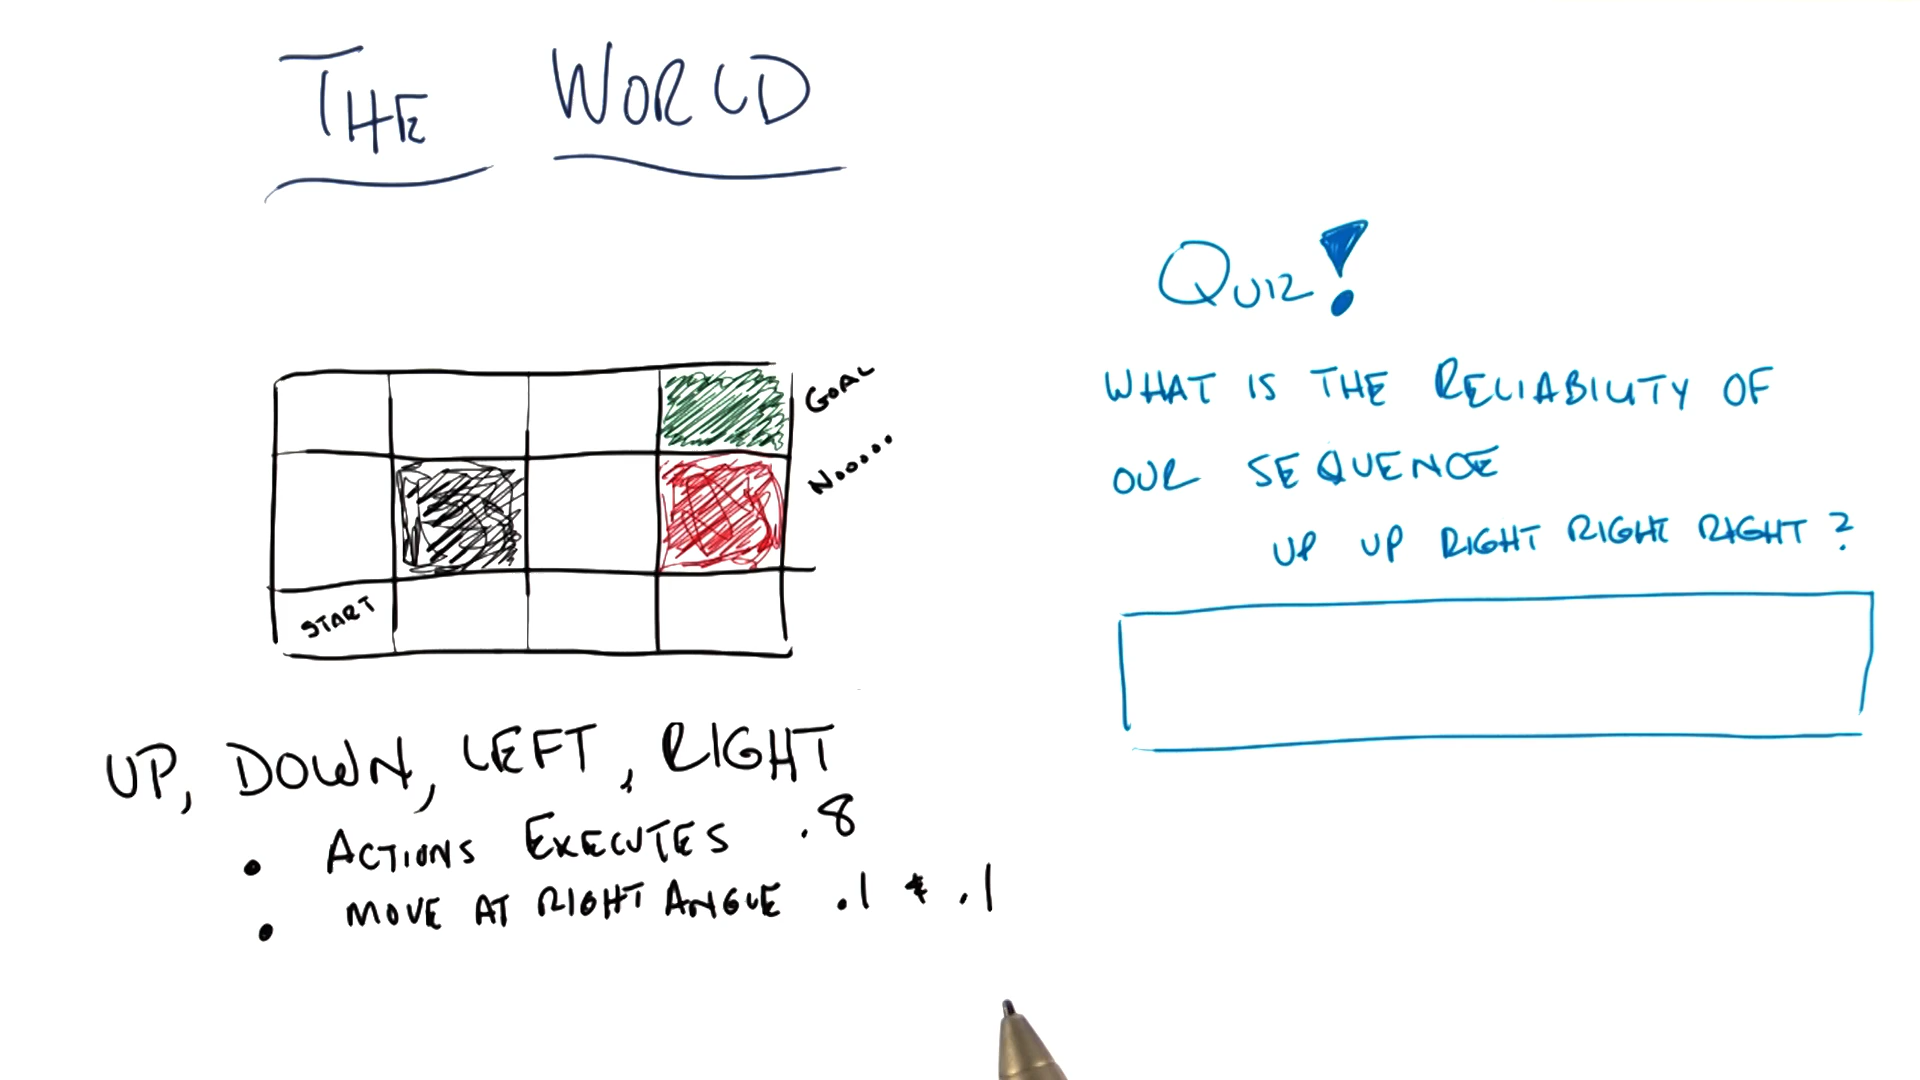 THE WORLD
GOAL
NOOOO..
START
UP, DOWN, LEFT, RIGHT
• ACTIONS EXECUTES .8
• MOVE AT RIGHT ANGLE .1 & .1
QUIZ!
WHAT IS THE RELIABILITY OF
OUR SEQUENCE
UP UP RIGHT RIGHT RIGHT?